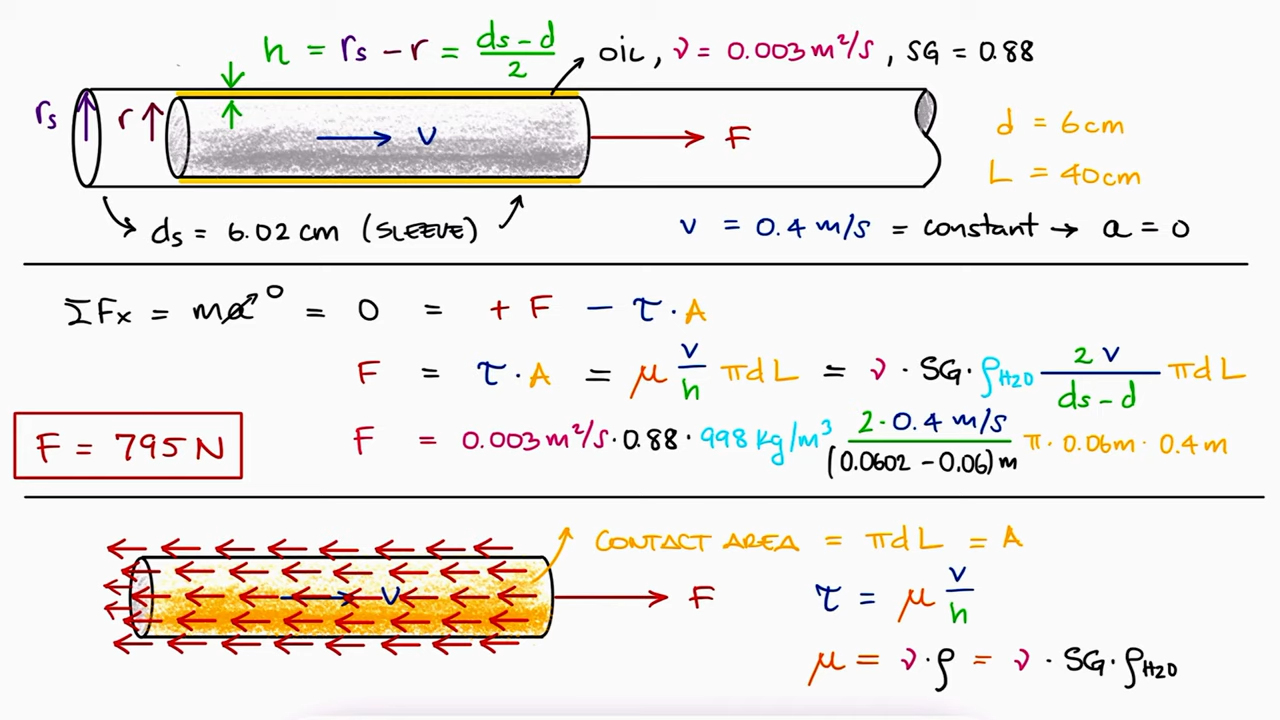 h = rs - r = (ds - d)/2
oil, ν = 0.003 m²/s, SG = 0.88
rs
r
V
F
d = 6cm
L = 40cm
ds = 6.02 cm (SLEEVE)
v = 0.4 m/s = constant → a = 0
ΣFx = ma→0 = 0 = + F - τ·A
F = τ·A = μ v/h πdL = ν · SG · ρH2O 2v/(ds - d) πdL
F = 795 N
F = 0.003 m²/s · 0.88 · 998 kg/m³ 2·0.4 m/s/(0.0602 - 0.06)m π · 0.06m · 0.4m
CONTACT AREA = πdL = A
V
F
τ = μ v/h
μ = ν·ρ = ν · SG · ρH2O